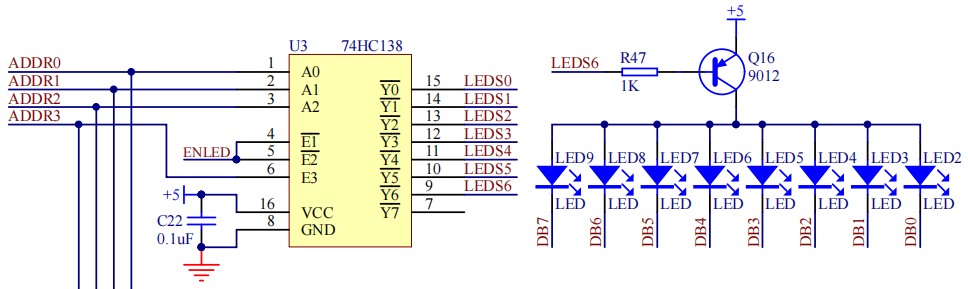 +5
U3 74HC138
ADDR0 1 A0
ADDR1 2 A1 Y0 15 LEDS0
ADDR2 3 A2 Y1 14 LEDS1
ADDR3 Y2 13 LEDS2
4 E1 Y3 12 LEDS3
ENLED 5 E2 Y4 11 LEDS4
6 E3 Y5 10 LEDS5
+5 Y6 9 LEDS6
16 VCC Y7 7
C22 8 GND
0.1uF
LEDS6 R47 Q16
1K 9012
LED9 LED8 LED7 LED6 LED5 LED4 LED3 LED2
LED LED LED LED LED LED LED LED
DB7 DB6 DB5 DB4 DB3 DB2 DB1 DB0